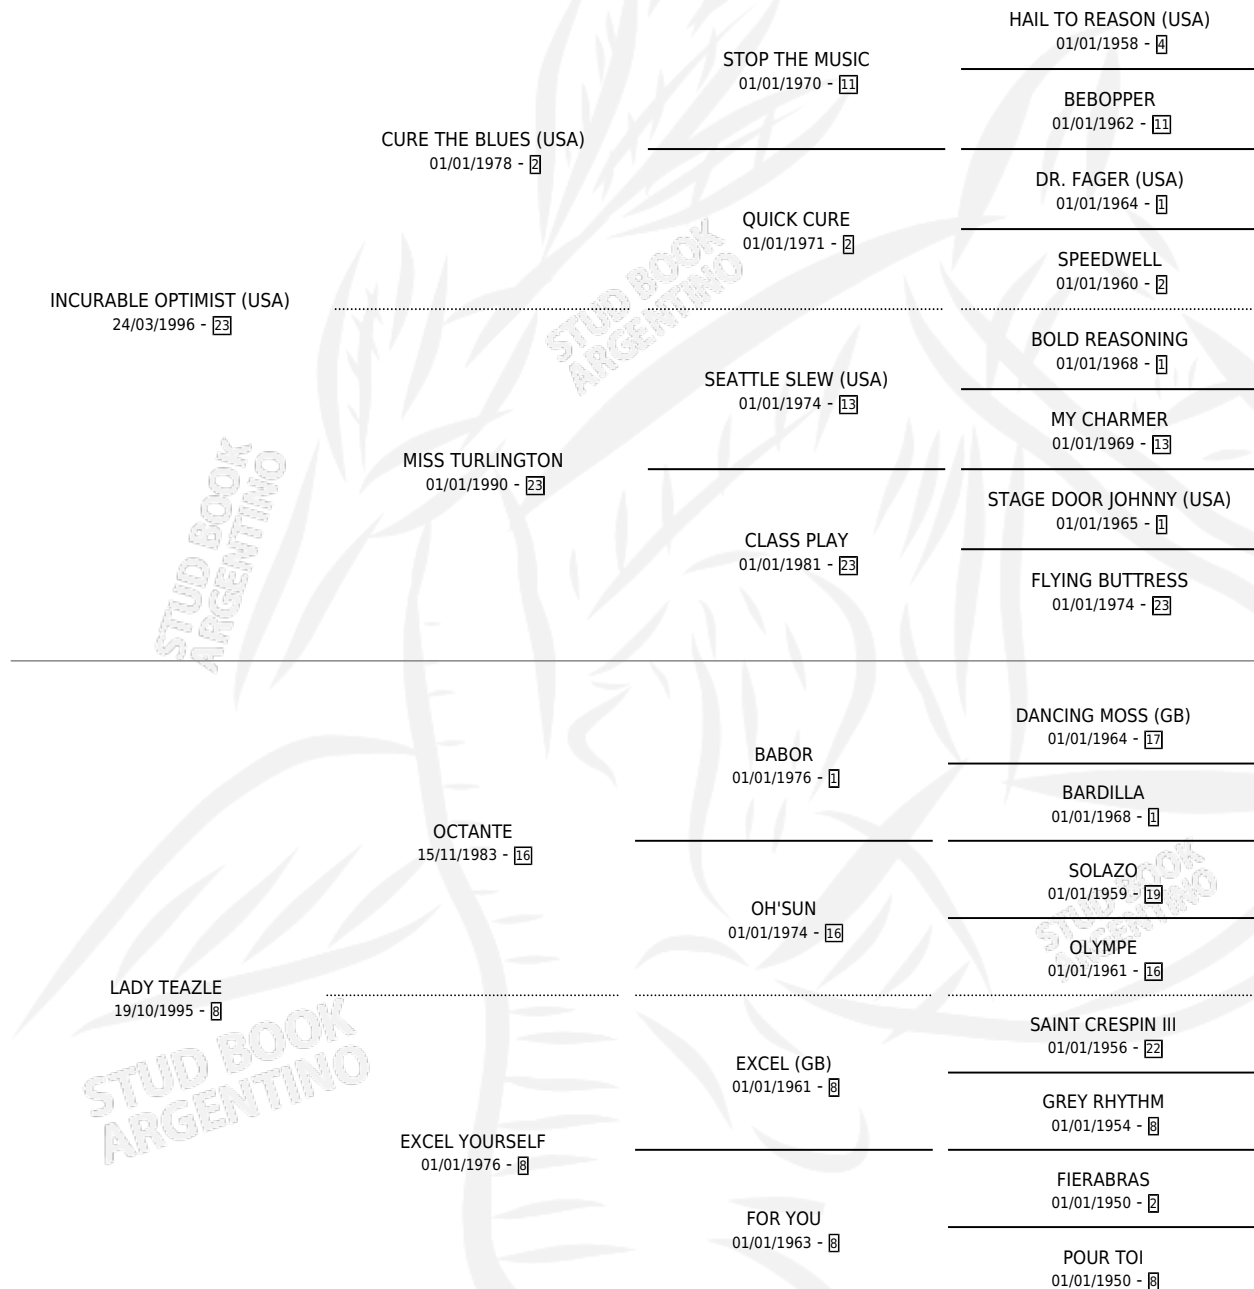 HAIL TO REASON (USA)
01/01/1958 - 4
STOP THE MUSIC
01/01/1970 - 11
BEBOPPER
01/01/1962 - 11
CURE THE BLUES (USA)
01/01/1978 - 2
DR. FAGER (USA)
01/01/1964 - 1
QUICK CURE
01/01/1971 - 2
SPEEDWELL
01/01/1960 - 2
INCURABLE OPTIMIST (USA)
24/03/1996 - 23
BOLD REASONING
01/01/1968 - 1
SEATTLE SLEW (USA)
01/01/1974 - 13
MY CHARMER
01/01/1969 - 13
MISS TURLINGTON
01/01/1990 - 23
STAGE DOOR JOHNNY (USA)
01/01/1965 - 1
CLASS PLAY
01/01/1981 - 23
FLYING BUTTRESS
01/01/1974 - 23
DANCING MOSS (GB)
01/01/1964 - 17
BABOR
01/01/1976 - 1
BARDILLA
01/01/1968 - 1
OCTANTE
15/11/1983 - 16
SOLAZO
01/01/1959 - 19
OH'SUN
01/01/1974 - 16
OLYMPE
01/01/1961 - 16
LADY TEAZLE
19/10/1995 - 8
SAINT CRESPIN III
01/01/1956 - 22
EXCEL (GB)
01/01/1961 - 8
GREY RHYTHM
01/01/1954 - 8
EXCEL YOURSELF
01/01/1976 - 8
FIERABRAS
01/01/1950 - 2
FOR YOU
01/01/1963 - 8
POUR TOI
01/01/1950 - 8
STUD BOOK
ARGENTINO
STUD BOOK
ARGENTINO
STUD BOOK
ARGENTINO
STUD BOOK
ARGENTINO